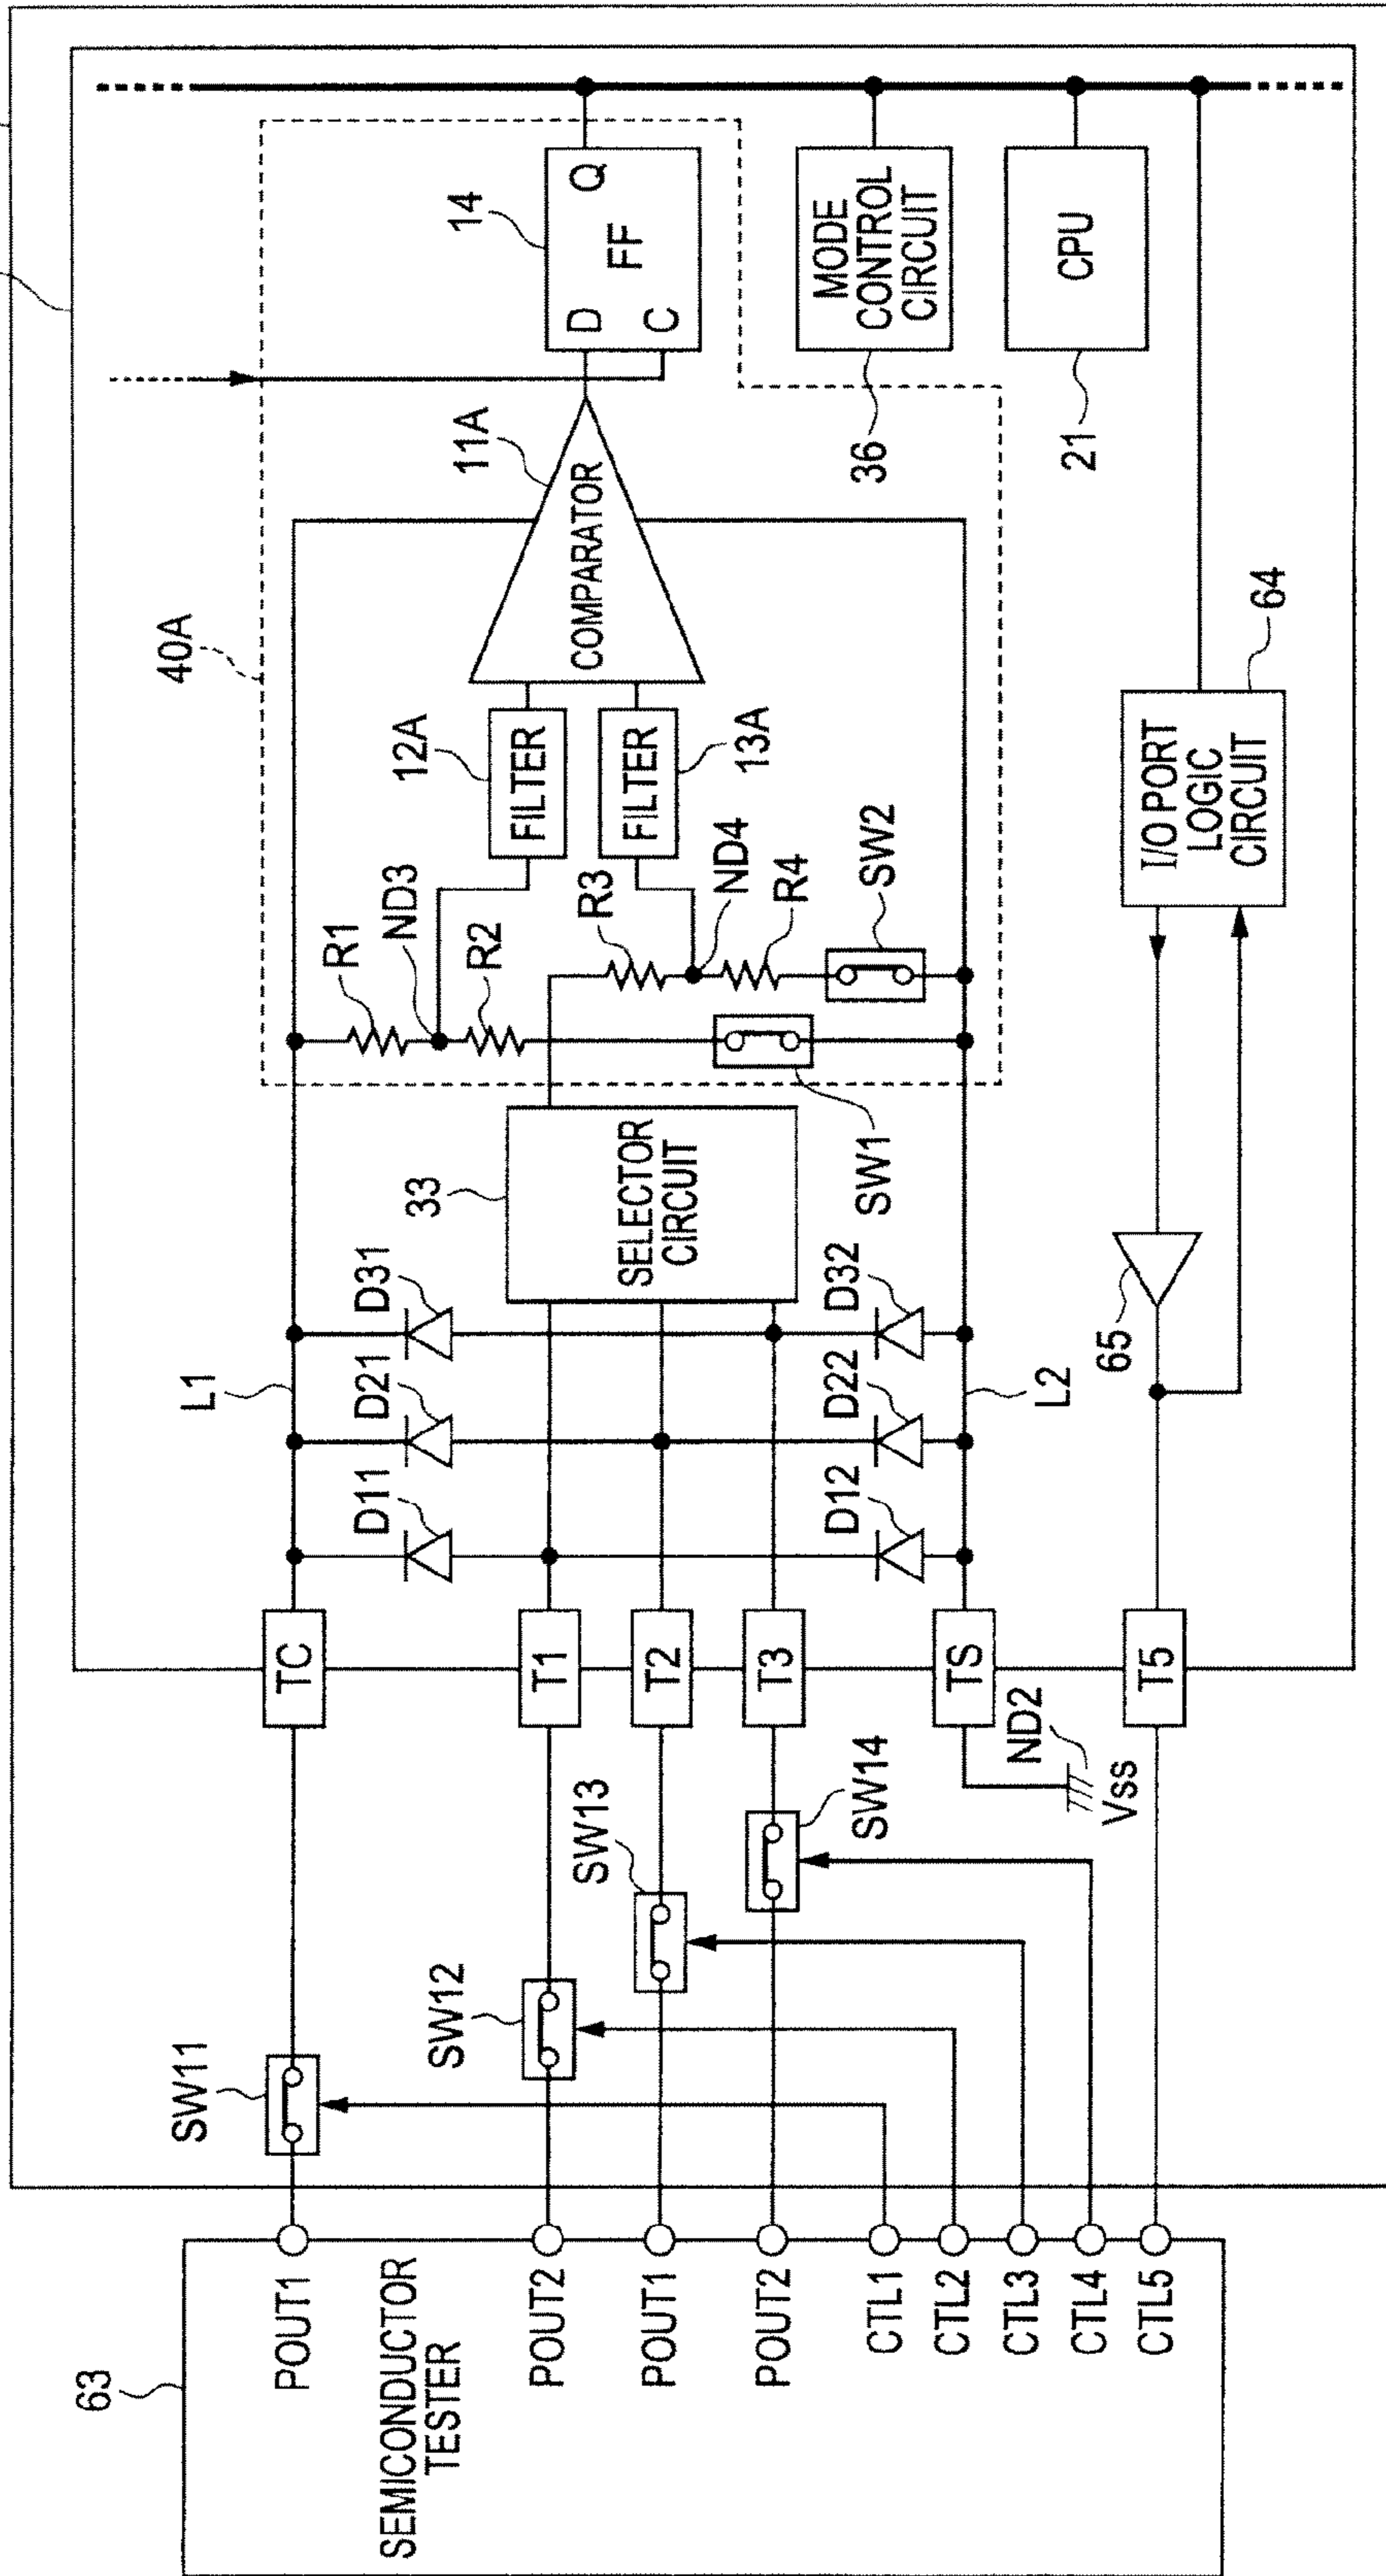 63
SEMICONDUCTOR
TESTER
POUT1
POUT2
POUT1
POUT2
CTL1
CTL2
CTL3
CTL4
CTL5
SW11
SW12
SW13
SW14
ND2
Vss
TC
T1
T2
T3
TS
T5
L1
D11
D21
D31
D12
D22
D32
L2
33
SELECTOR
CIRCUIT
SW1
65
40A
R1
ND3
R2
R3
ND4
R4
SW2
12A
FILTER
FILTER
13A
11A
COMPARATOR
14
D
Q
FF
C
I/O PORT
LOGIC
CIRCUIT
64
MODE
CONTROL
CIRCUIT
36
CPU
21